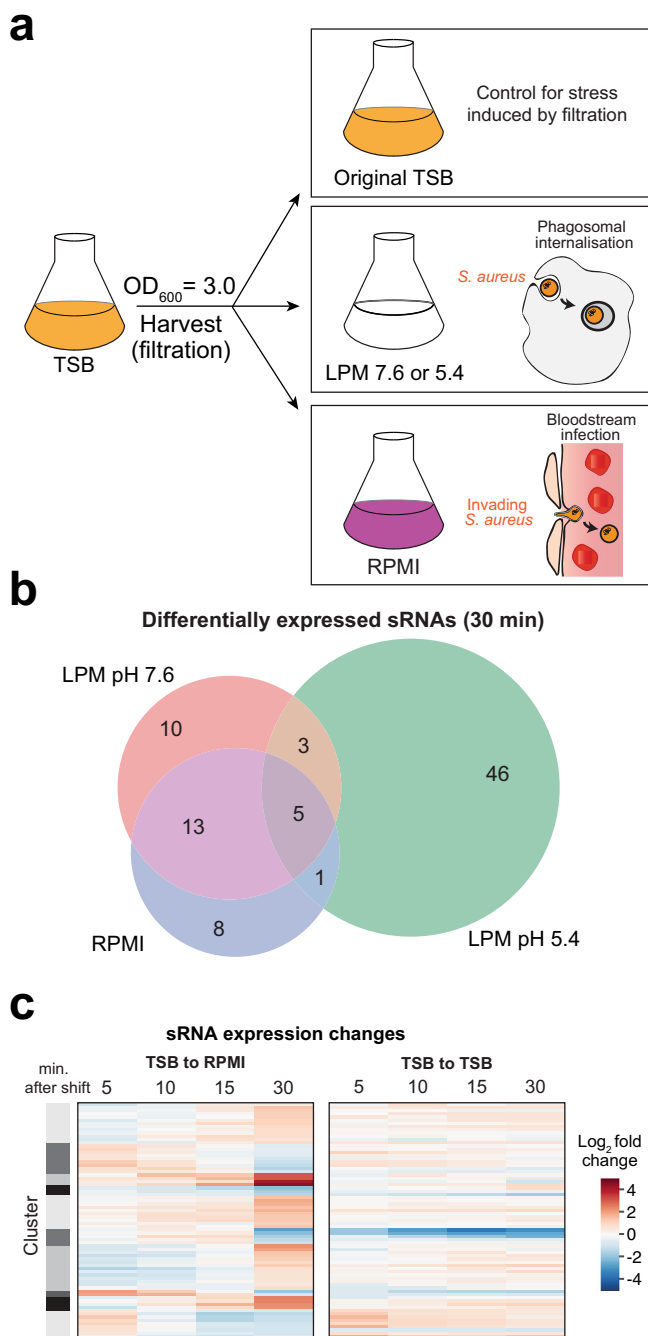 a
Control for stress
induced by filtration
Original TSB
TSB
OD600 = 3.0
Harvest
(filtration)
Phagosomal
internalisation
S. aureus
LPM 7.6 or 5.4
Bloodstream
infection
Invading
S. aureus
RPMI
b
Differentially expressed sRNAs (30 min)
LPM pH 7.6
10
3
46
13
5
1
8
RPMI
LPM pH 5.4
c
sRNA expression changes
min.
after shift
TSB to RPMI
5 10 15 30
TSB to TSB
5 10 15 30
Cluster
Log2 fold
change
4
2
0
-2
-4